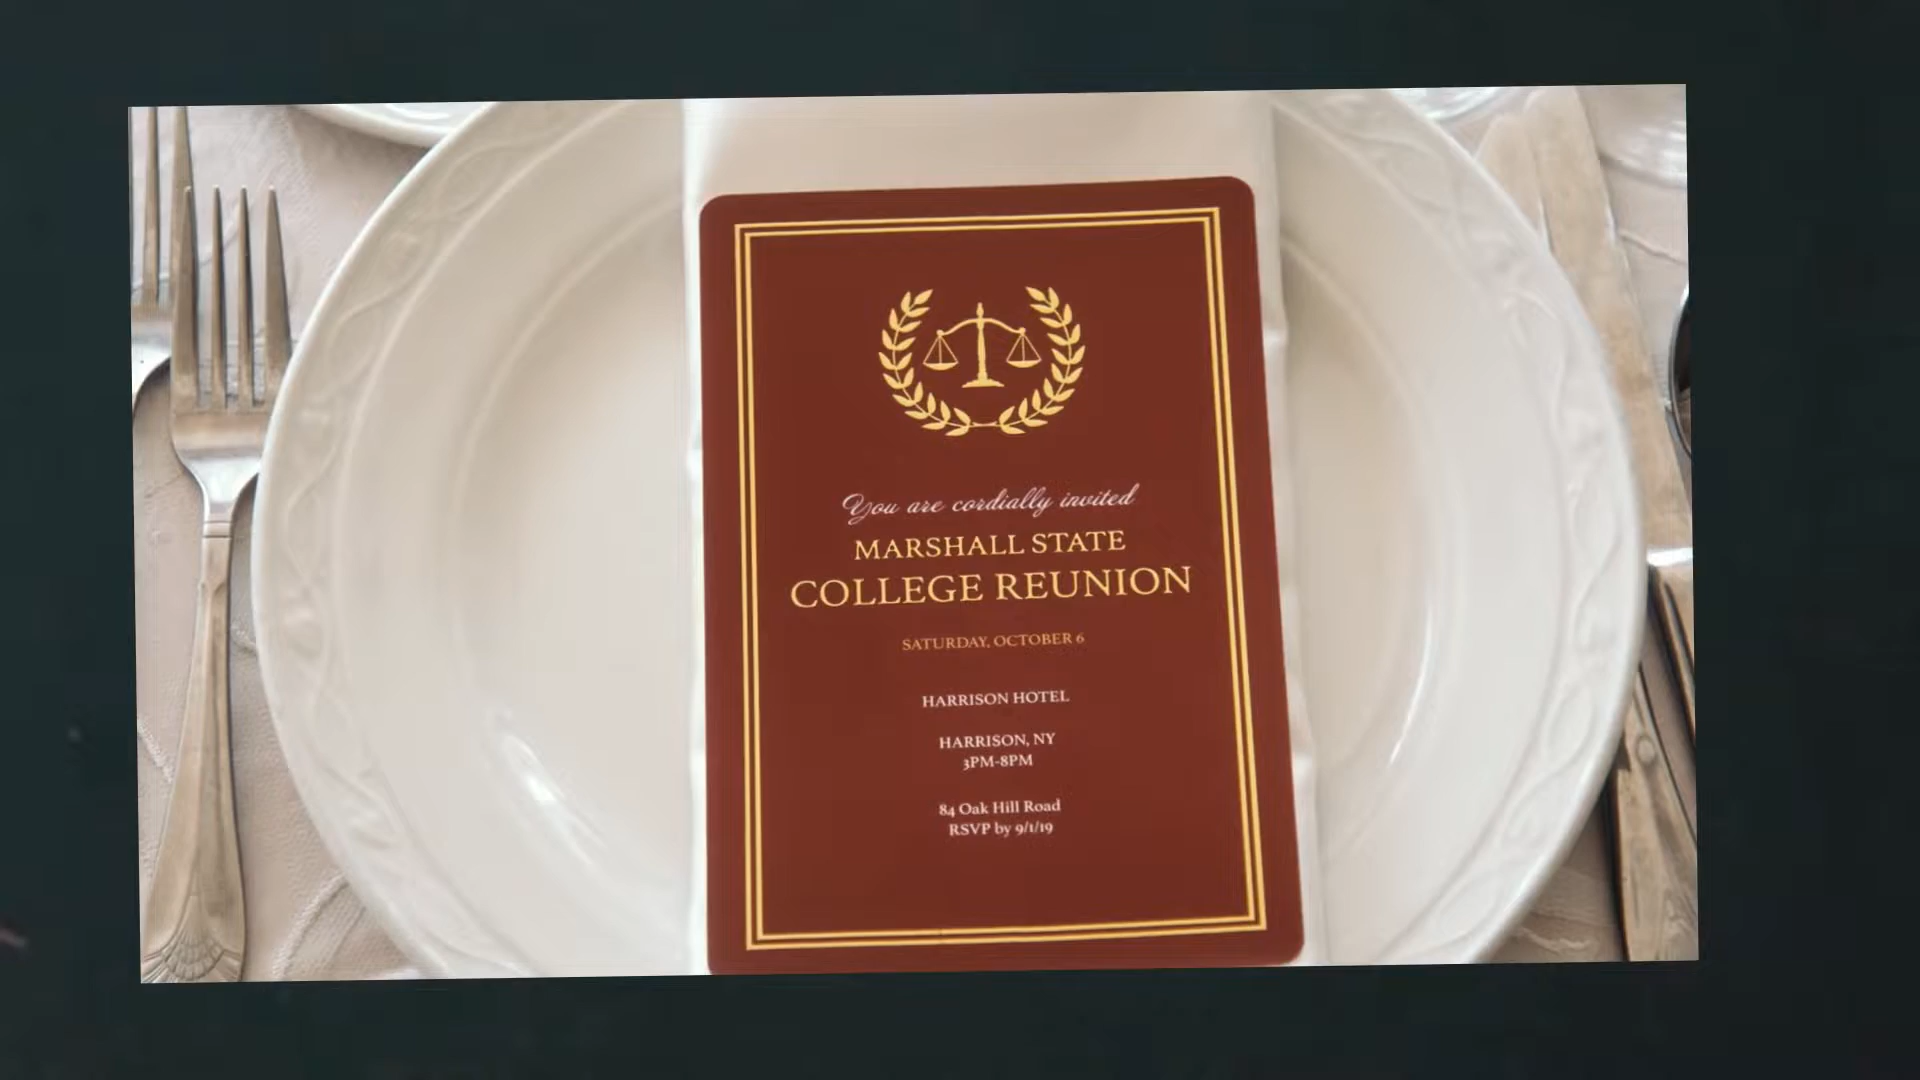 You are cordially invited
MARSHALL STATE
COLLEGE REUNION
SATURDAY, OCTOBER 6
HARRISON HOTEL
HARRISON, NY
3PM-8PM
84 Oak Hill Road
RSVP by 9/1/19